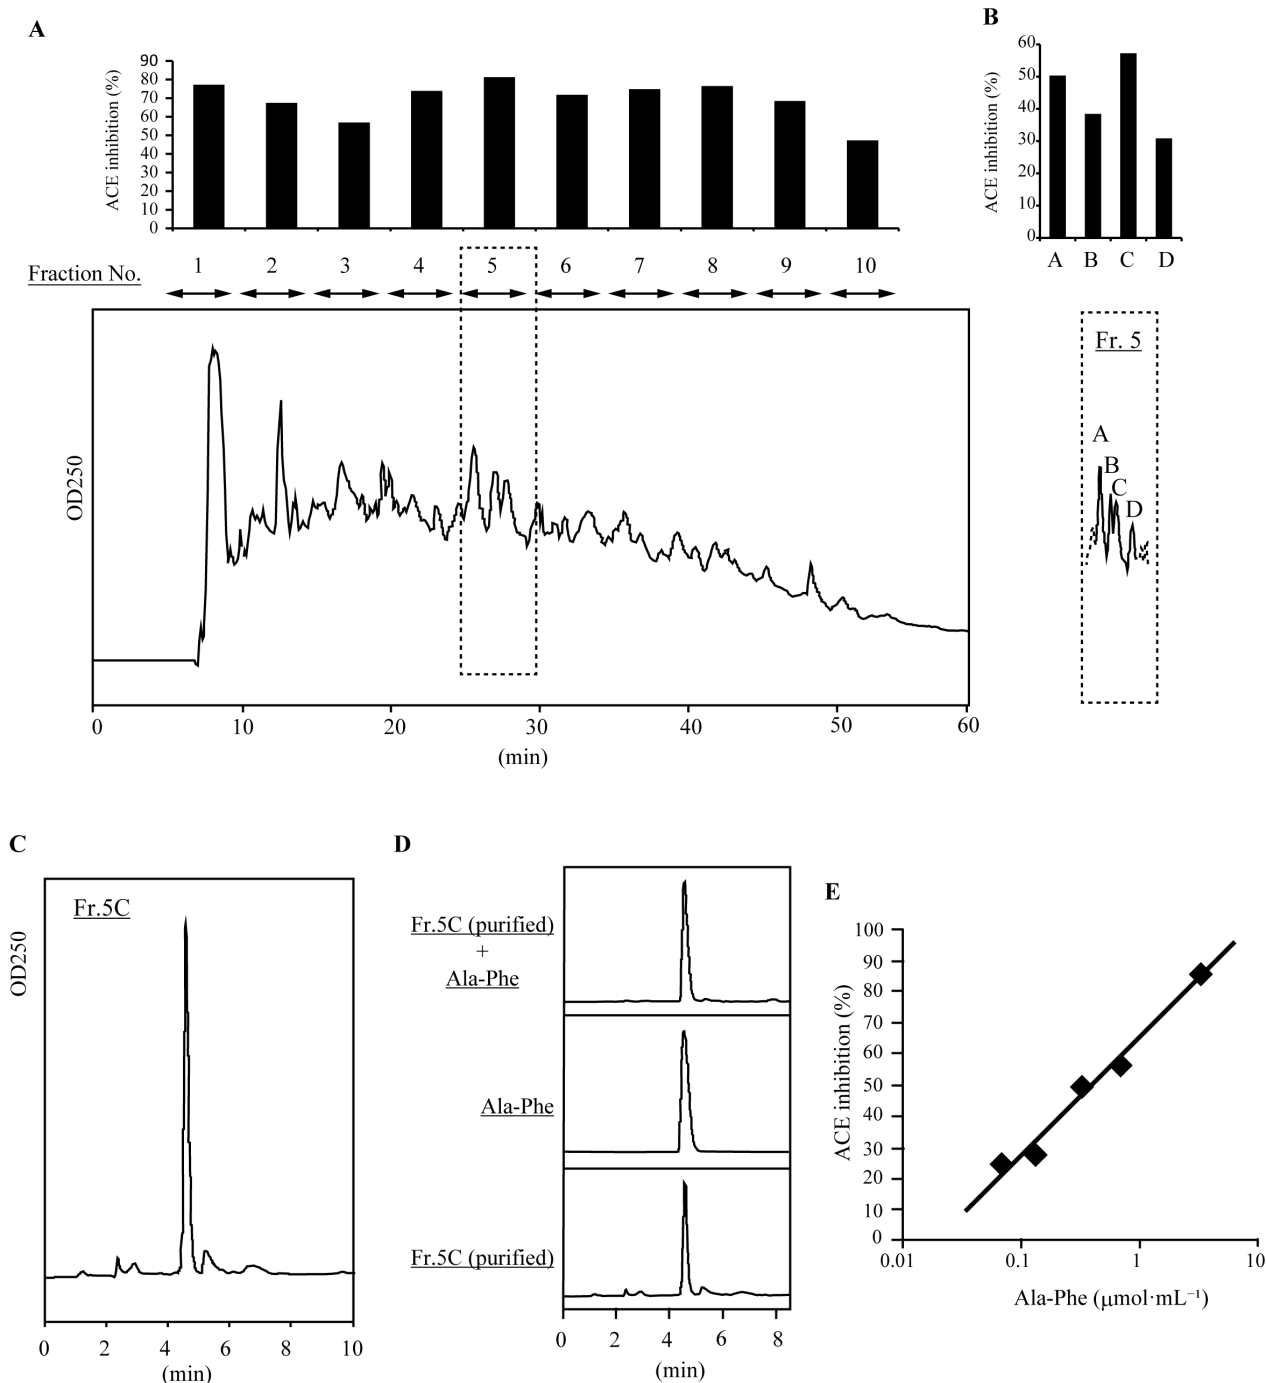 A
ACE inhibition (%)
90
80
70
60
50
40
30
20
10
0
Fraction No.
1 2 3 4 5 6 7 8 9 10
OD250
0 10 20 30 40 50 60
(min)
B
ACE inhibition (%)
60
50
40
30
20
10
0
A B C D
Fr. 5
A
B
C
D
C
Fr.5C
OD250
0 2 4 6 8 10
(min)
D
Fr.5C (purified)
+
Ala-Phe
Ala-Phe
Fr.5C (purified)
0 2 4 6 8
(min)
E
ACE inhibition (%)
100
90
80
70
60
50
40
30
20
10
0
0.01 0.1 1 10
Ala-Phe (μmol·mL⁻¹)